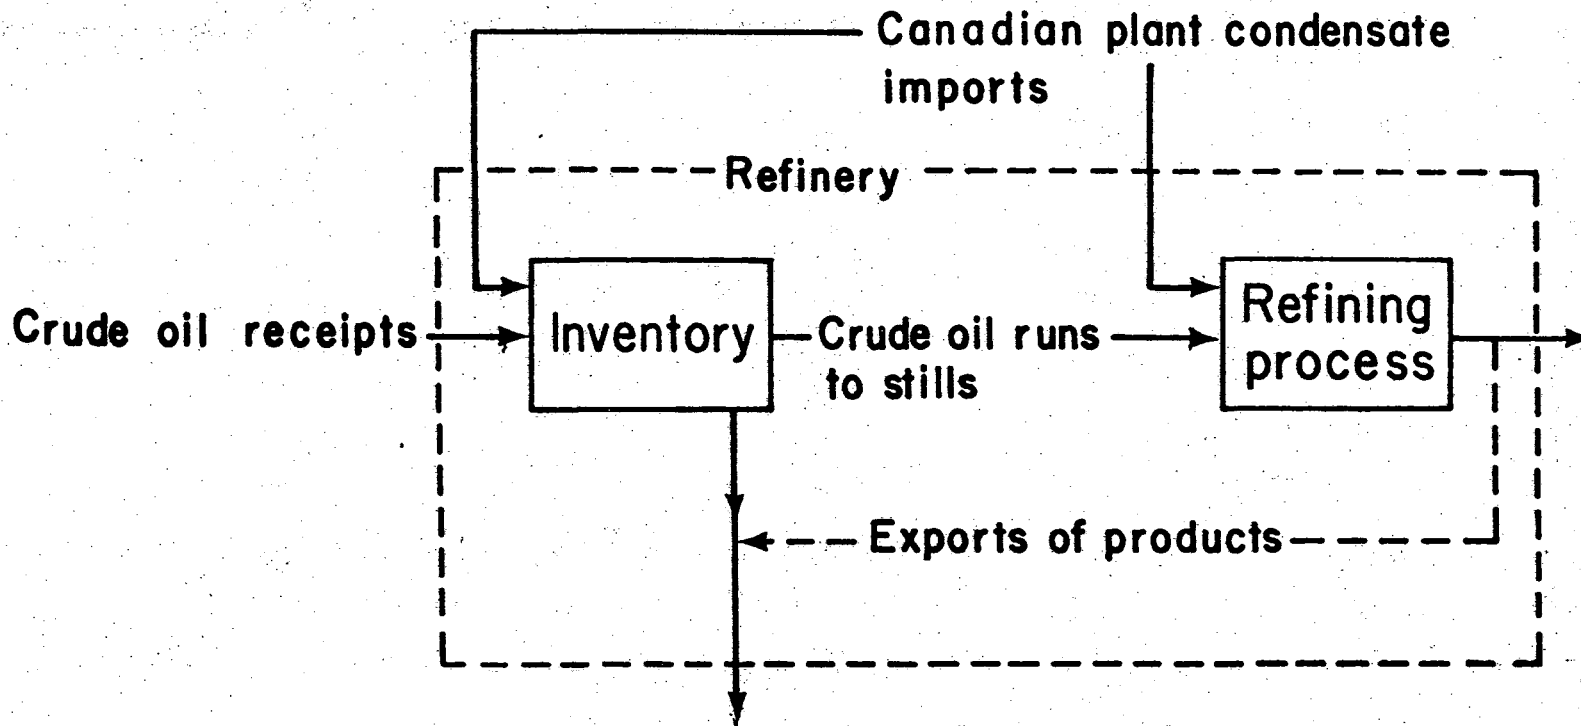 Canadian plant condensate
imports
Refinery
Crude oil receipts
Inventory
Crude oil runs
to stills
Refining
process
Exports of products